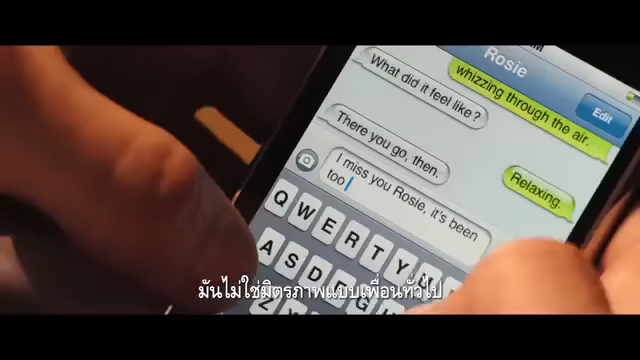 M
Rosie
Edit
whizzing through the air.
What did it feel like?
There you go, then.
Relaxing.
I miss you Rosie, it's been
too
QWERTY
ASD
Z
มันไม่ใช่มิตรภาพแบบเพื่อนทั่วไป